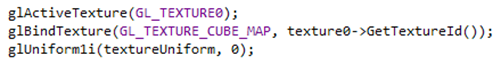 glActiveTexture(GL_TEXTURE0);
glBindTexture(GL_TEXTURE_CUBE_MAP, texture0->GetTextureId());
glUniform1i(textureUniform, 0);